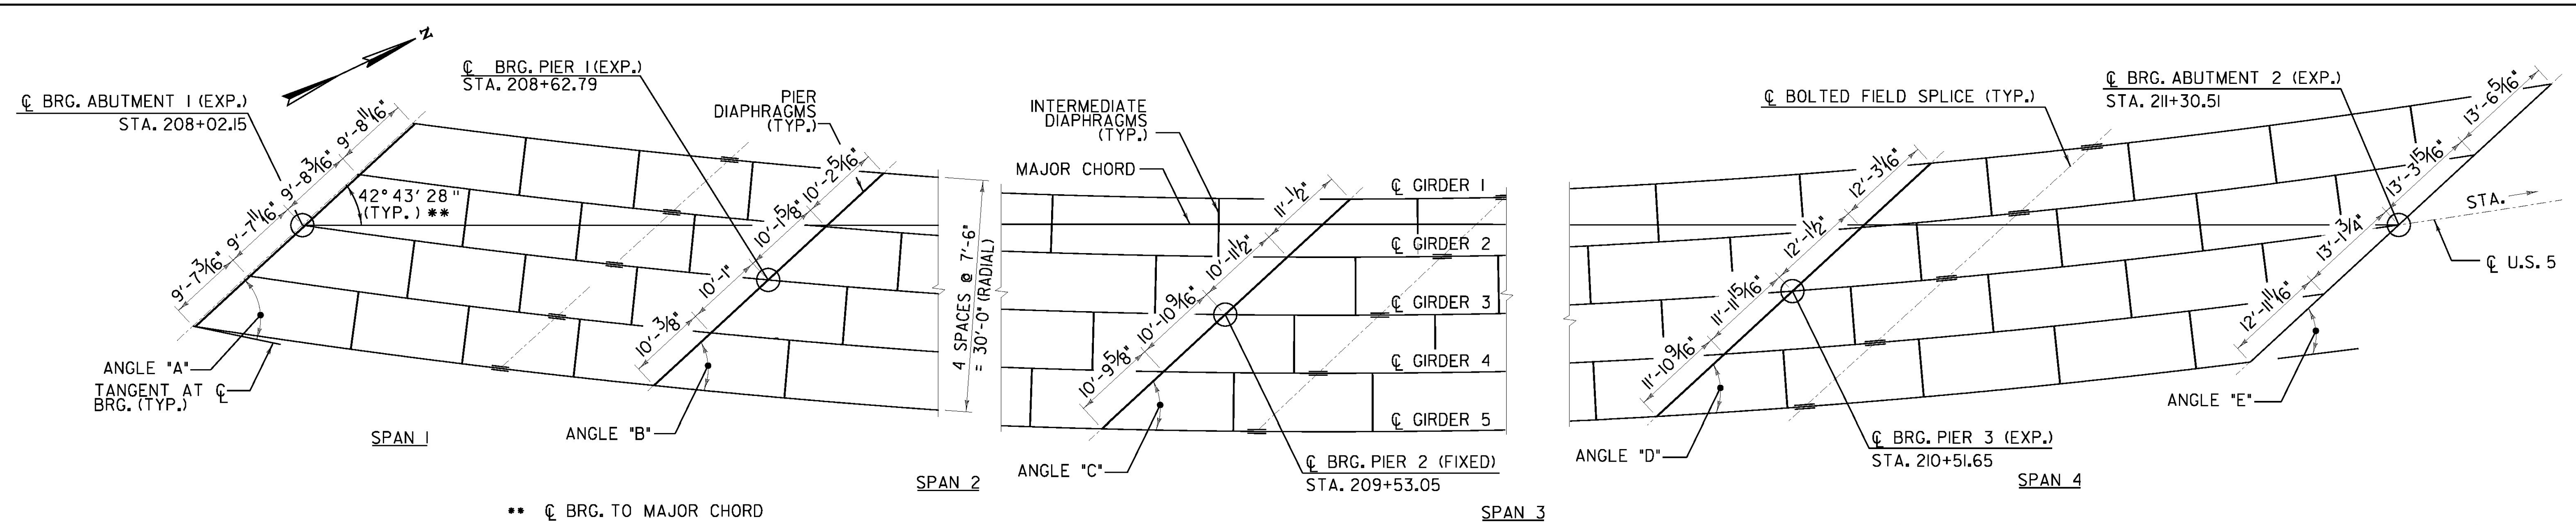 N
℄ BRG. ABUTMENT 1 (EXP.)
STA. 208+02.15
℄ BRG. PIER 1 (EXP.)
STA. 208+62.79
PIER
DIAPHRAGMS
(TYP.)
9'-8 11/16"
9'-8 3/16"
9'-7 11/16"
9'-7 3/16"
42° 43' 28"
(TYP.) **
10'-2 5/16"
10'-1 5/8"
10'-1"
10'-3/8"
ANGLE "A"
TANGENT AT ℄
BRG. (TYP.)
SPAN 1
ANGLE "B"
4 SPACES @ 7'-6"
= 30'-0" (RADIAL)
INTERMEDIATE
DIAPHRAGMS
(TYP.)
MAJOR CHORD
11'-1/2"
10'-11 1/2"
10'-10 9/16"
10'-9 5/8"
℄ GIRDER 1
℄ GIRDER 2
℄ GIRDER 3
℄ GIRDER 4
℄ GIRDER 5
ANGLE "C"
℄ BRG. PIER 2 (FIXED)
STA. 209+53.05
SPAN 2
SPAN 3
** ℄ BRG. TO MAJOR CHORD
℄ BOLTED FIELD SPLICE (TYP.)
℄ BRG. ABUTMENT 2 (EXP.)
STA. 211+30.51
12'-3 1/16"
12'-1 1/2"
11'-11 15/16"
11'-10 9/16"
13'-6 5/16"
13'-3 15/16"
13'-1 3/4"
12'-11 11/16"
STA.
℄ U.S. 5
ANGLE "D"
ANGLE "E"
℄ BRG. PIER 3 (EXP.)
STA. 210+51.65
SPAN 4